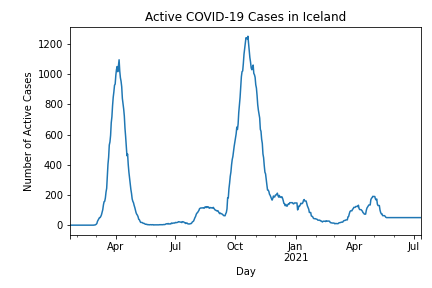 Active COVID-19 Cases in Iceland
Number of Active Cases
1200
1000
800
600
400
200
0
Apr Jul Oct Jan Apr Jul
2021
Day